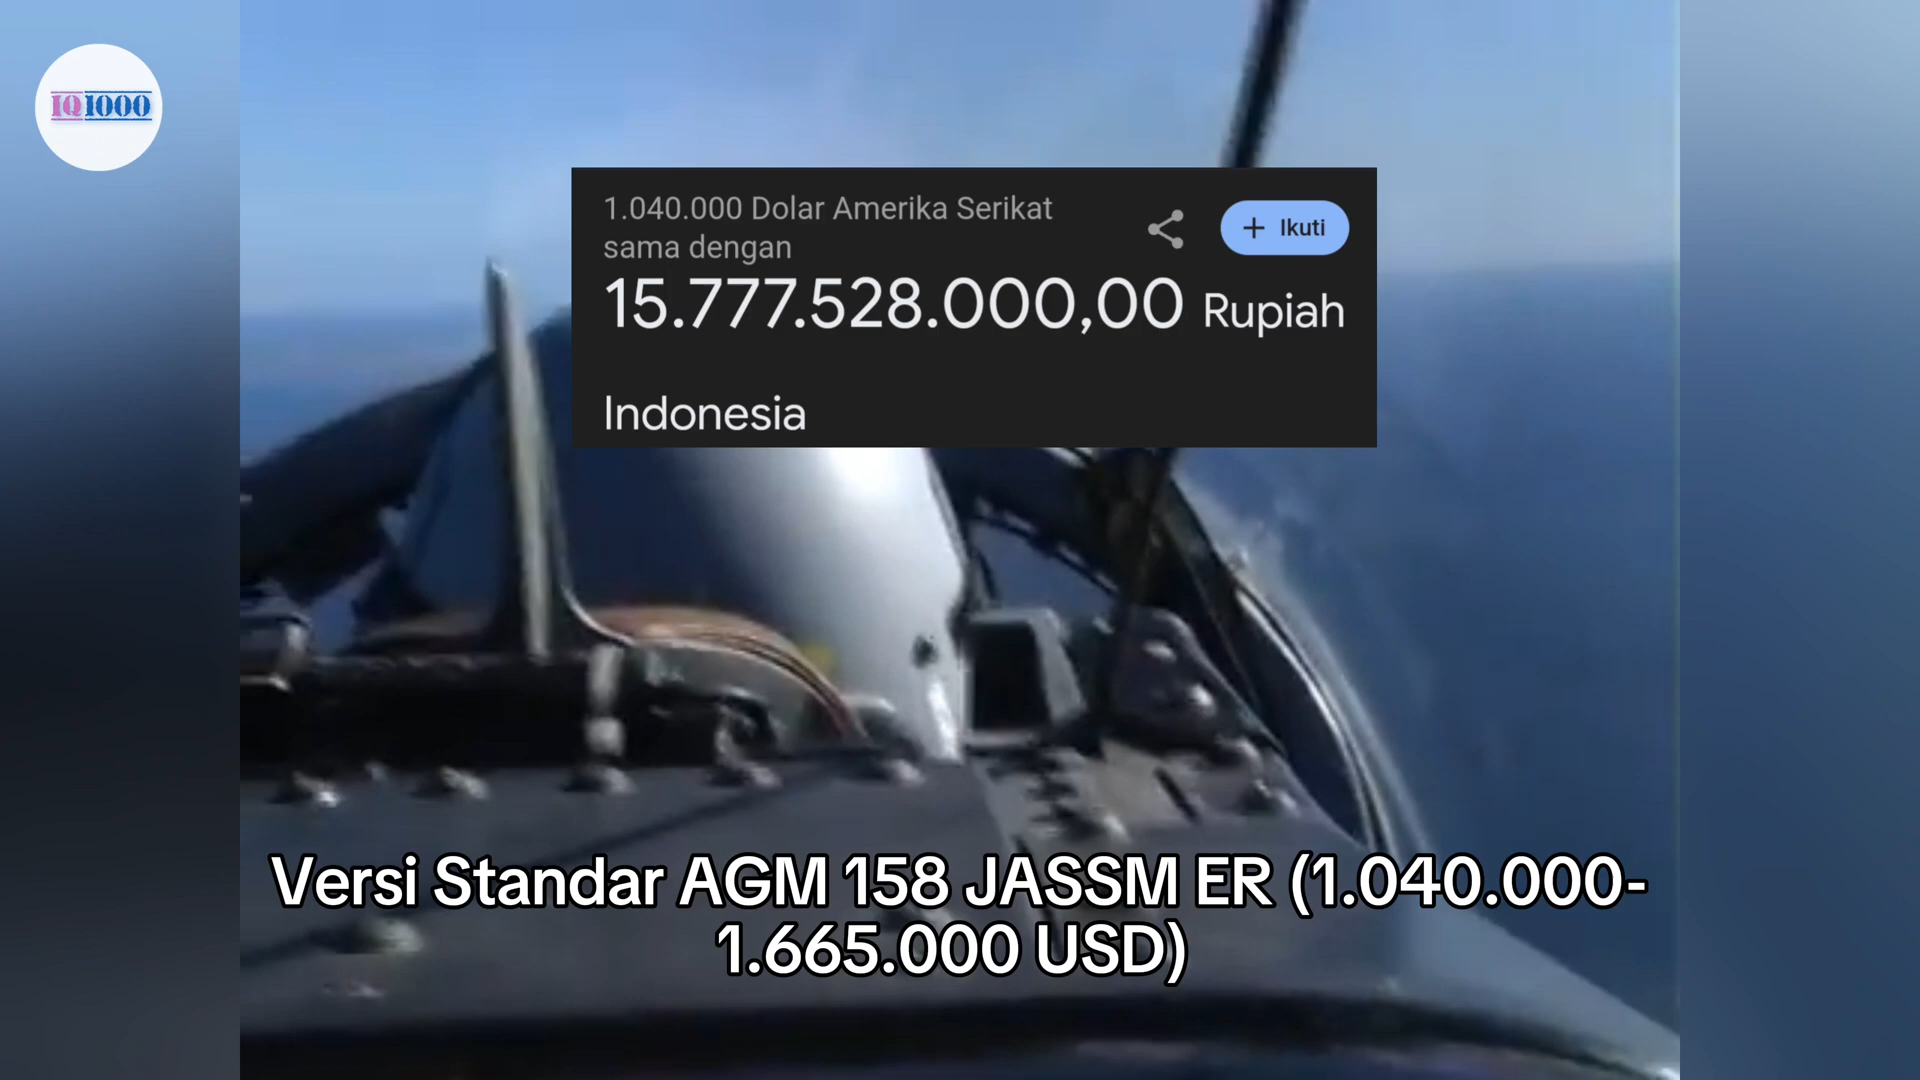 IQ1000
1.040.000 Dolar Amerika Serikat
sama dengan
Ikuti
15.777.528.000,00 Rupiah
Indonesia
Versi Standar AGM 158 JASSM ER (1.040.000-
1.665.000 USD)